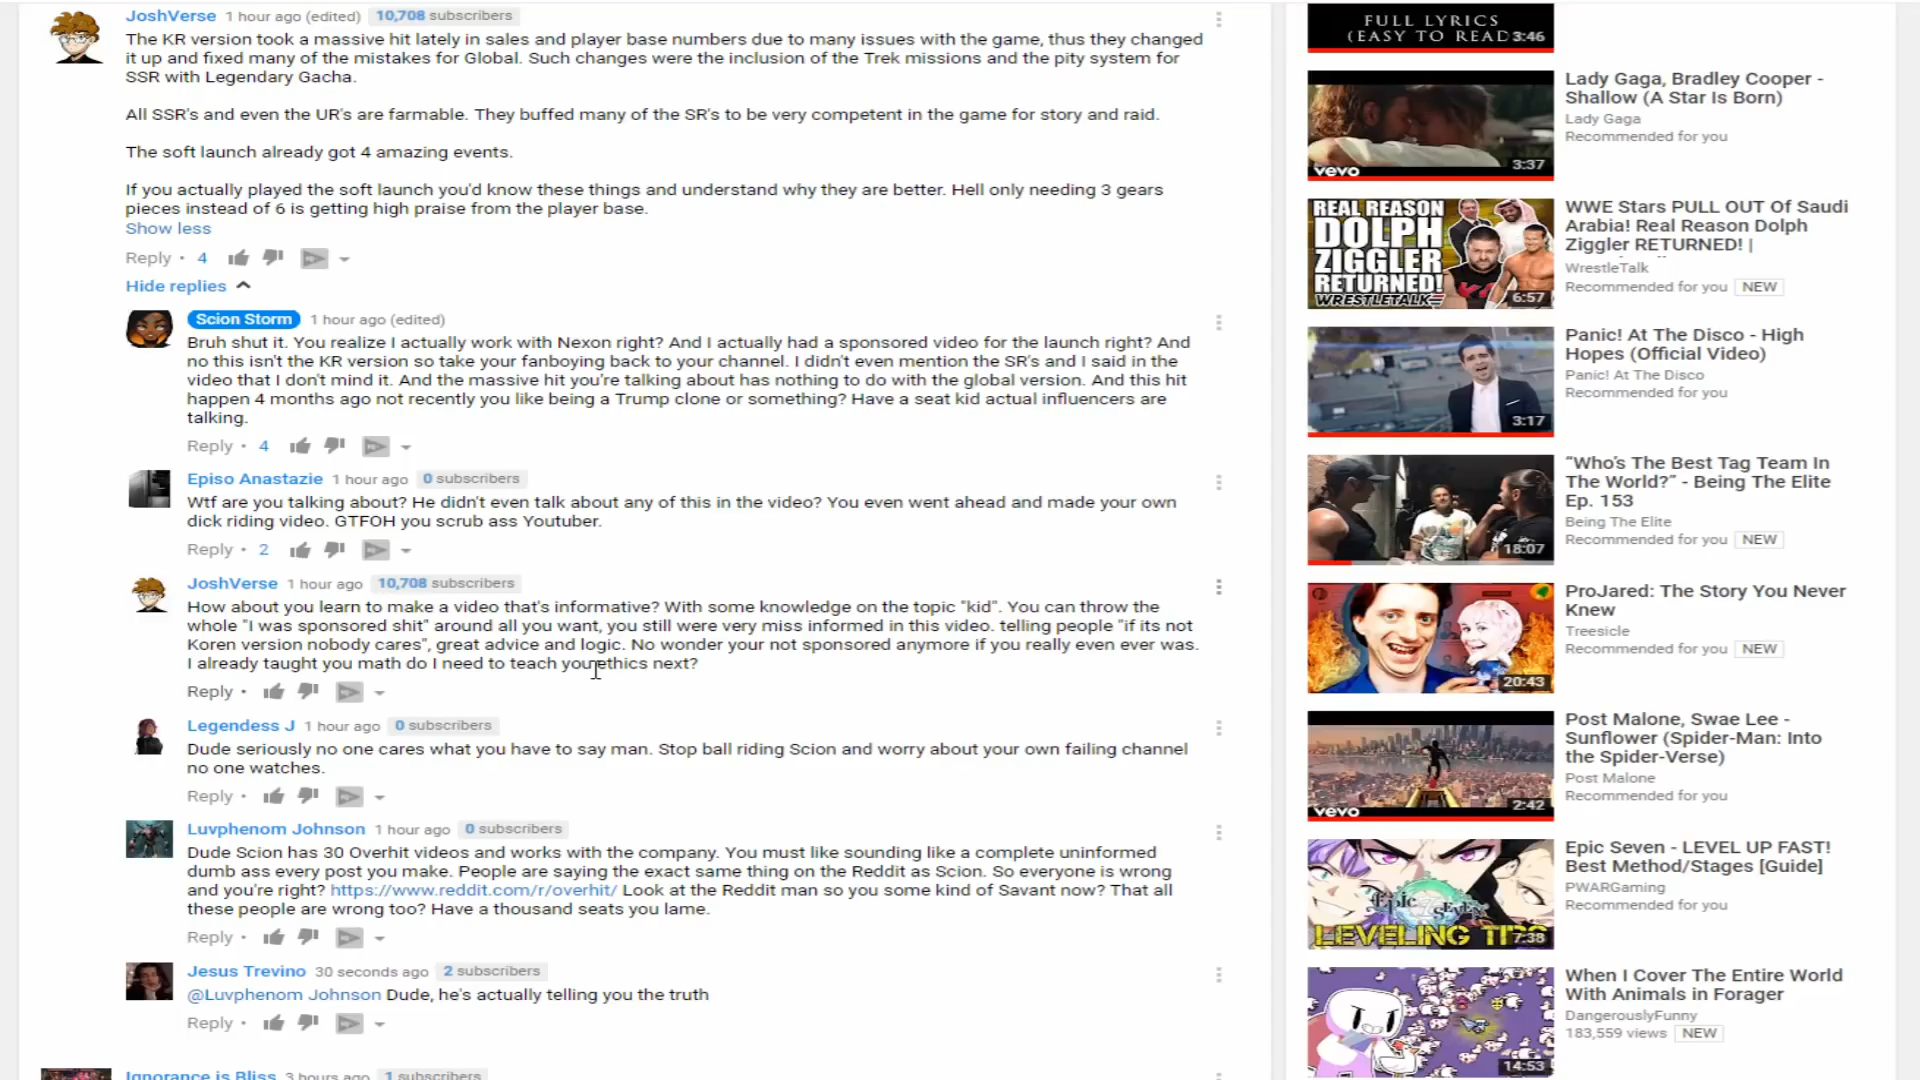 JoshVerse 1 hour ago (edited) 10,708 subscribers
The KR version took a massive hit lately in sales and player base numbers due to many issues with the game, thus they changed
it up and fixed many of the mistakes for Global. Such changes were the inclusion of the Trek missions and the pity system for
SSR with Legendary Gacha.
All SSR's and even the UR's are farmable. They buffed many of the SR's to be very competent in the game for story and raid.
The soft launch already got 4 amazing events.
If you actually played the soft launch you'd know these things and understand why they are better. Hell only needing 3 gears
pieces instead of 6 is getting high praise from the player base.
Show less
Reply • 4
Hide replies
Scion Storm 1 hour ago (edited)
Bruh shut it. You realize I actually work with Nexon right? And I actually had a sponsored video for the launch right? And
no this isn't the KR version so take your fanboying back to your channel. I didn't even mention the SR's and I said in the
video that I don't mind it. And the massive hit you're talking about has nothing to do with the global version. And this hit
happen 4 months ago not recently you like being a Trump clone or something? Have a seat kid actual influencers are
talking.
Reply • 4
Episo Anastazie 1 hour ago 0 subscribers
Wtf are you talking about? He didn't even talk about any of this in the video? You even went ahead and made your own
dick riding video. GTFOH you scrub ass Youtuber.
Reply • 2
JoshVerse 1 hour ago 10,708 subscribers
How about you learn to make a video that's informative? With some knowledge on the topic "kid". You can throw the
whole "I was sponsored shit" around all you want, you still were very miss informed in this video. telling people "if its not
Koren version nobody cares", great advice and logic. No wonder your not sponsored anymore if you really even ever was.
I already taught you math do I need to teach you ethics next?
Reply •
Legendess J 1 hour ago 0 subscribers
Dude seriously no one cares what you have to say man. Stop ball riding Scion and worry about your own failing channel
no one watches.
Reply •
Luvphenom Johnson 1 hour ago 0 subscribers
Dude Scion has 30 Overhit videos and works with the company. You must like sounding like a complete uninformed
dumb ass every post you make. People are saying the exact same thing on the Reddit as Scion. So everyone is wrong
and you're right? https://www.reddit.com/r/overhit/ Look at the Reddit man so you some kind of Savant now? That all
these people are wrong too? Have a thousand seats you lame.
Reply •
Jesus Trevino 30 seconds ago 2 subscribers
@Luvphenom Johnson Dude, he's actually telling you the truth
Reply •
Ignorance is Bliss 3 hours ago 1 subscribers
FULL LYRICS
(EASY TO READ
3:46
Lady Gaga, Bradley Cooper -
Shallow (A Star Is Born)
Lady Gaga
Recommended for you
vevo
3:37
REAL REASON
DOLPH
ZIGGLER
RETURNED!
WRESTLETALK
6:57
WWE Stars PULL OUT Of Saudi
Arabia! Real Reason Dolph
Ziggler RETURNED! |
WrestleTalk
Recommended for you NEW
Panic! At The Disco - High
Hopes (Official Video)
Panic! At The Disco
Recommended for you
3:17
"Who's The Best Tag Team In
The World?" - Being The Elite
Ep. 153
Being The Elite
Recommended for you NEW
18:07
ProJared: The Story You Never
Knew
Treesicle
Recommended for you NEW
20:43
Post Malone, Swae Lee -
Sunflower (Spider-Man: Into
the Spider-Verse)
Post Malone
Recommended for you
vevo
2:42
Epic Seven - LEVEL UP FAST!
Best Method/Stages [Guide]
PWARGaming
Recommended for you
Epic Seven
LEVELING
7:38
When I Cover The Entire World
With Animals in Forager
DangerouslyFunny
183,559 views NEW
14:53